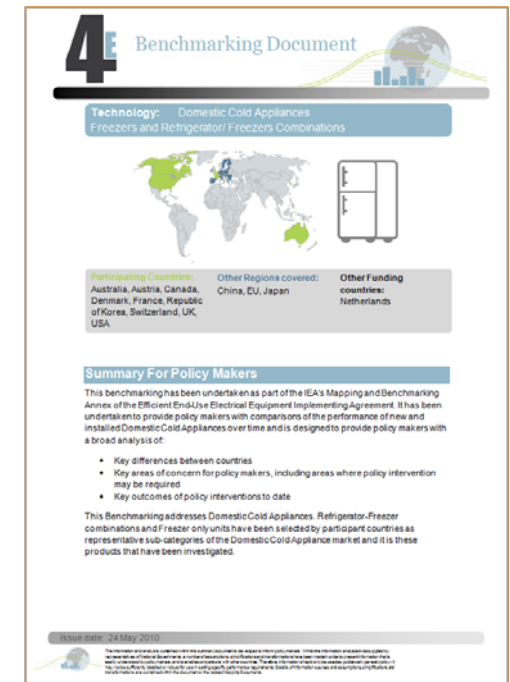 4E Benchmarking Document
Technology: Domestic Cold Appliances
Freezers and Refrigerator/ Freezers Combinations
Participating Countries:
Australia, Austria, Canada,
Denmark, France, Republic
of Korea, Switzerland, UK,
USA
Other Regions covered:
China, EU, Japan
Other Funding
countries:
Netherlands
Summary For Policy Makers
This benchmarking has been undertaken as part of the IEA's Mapping and Benchmarking
Annex of the Efficient End-Use Electrical Equipment Implementing Agreement. It has been
undertaken to provide policy makers with comparisons of the performance of new and
installed Domestic Cold Appliances over time and is designed to provide policy makers with
a broad analysis of:
• Key differences between countries
• Key areas of concern for policy makers, including areas where policy intervention
may be required
• Key outcomes of policy interventions to date
This Benchmarking addresses Domestic Cold Appliances. Refrigerator-Freezer
combinations and Freezer only units have been selected by participant countries as
representative sub-categories of the Domestic Cold Appliance market and it is these
products that have been investigated.
Issue date: 24 May 2010